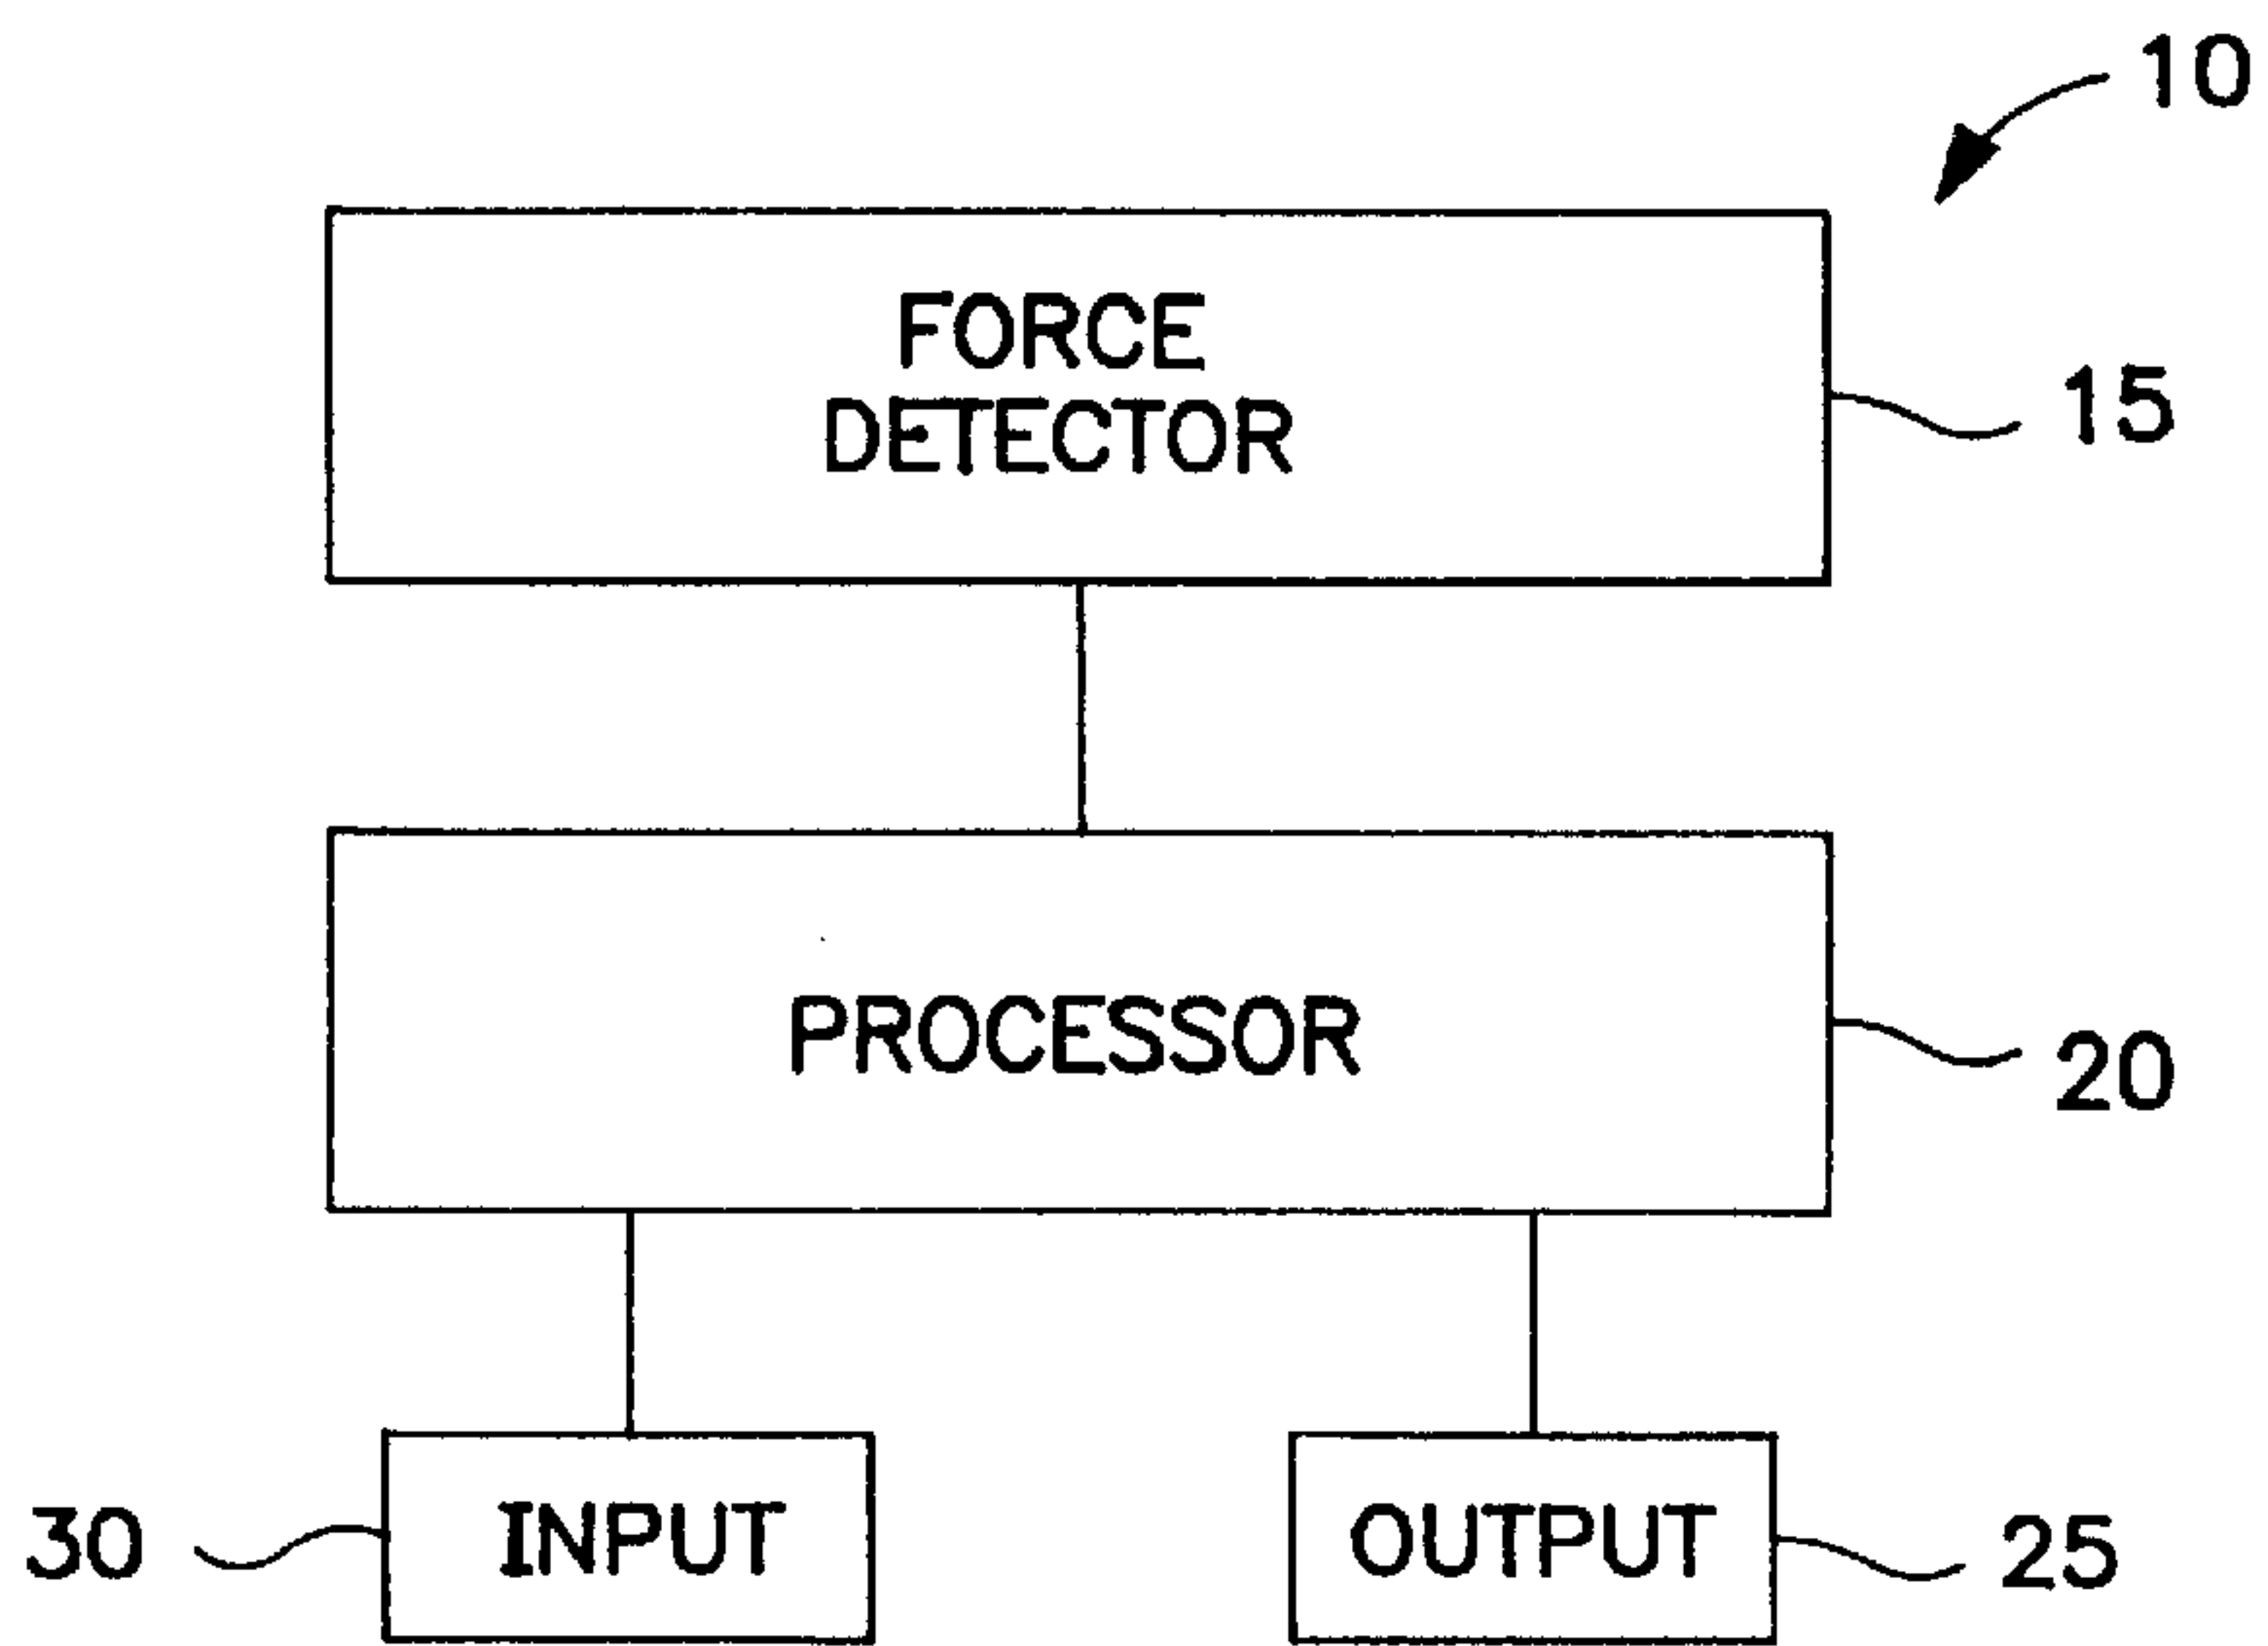 10
FORCE
DETECTOR
15
PROCESSOR
20
30
INPUT
OUTPUT
25